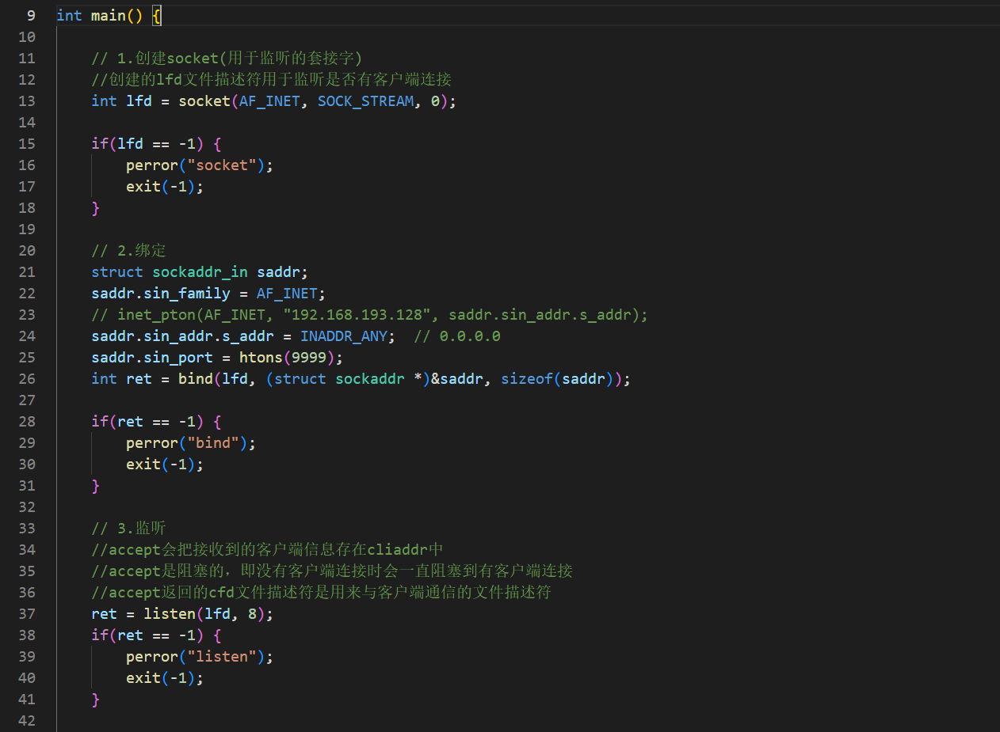 9 int main() {
10
11 // 1.创建socket(用于监听的套接字)
12 //创建的lfd文件描述符用于监听是否有客户端连接
13 int lfd = socket(AF_INET, SOCK_STREAM, 0);
14
15 if(lfd == -1) {
16 perror("socket");
17 exit(-1);
18 }
19
20 // 2.绑定
21 struct sockaddr_in saddr;
22 saddr.sin_family = AF_INET;
23 // inet_pton(AF_INET, "192.168.193.128", saddr.sin_addr.s_addr);
24 saddr.sin_addr.s_addr = INADDR_ANY;  // 0.0.0.0
25 saddr.sin_port = htons(9999);
26 int ret = bind(lfd, (struct sockaddr *)&saddr, sizeof(saddr));
27
28 if(ret == -1) {
29 perror("bind");
30 exit(-1);
31 }
32
33 // 3.监听
34 //accept会把接收到的客户端信息存在cliaddr中
35 //accept是阻塞的，即没有客户端连接时会一直阻塞到有客户端连接
36 //accept返回的cfd文件描述符是用来与客户端通信的文件描述符
37 ret = listen(lfd, 8);
38 if(ret == -1) {
39 perror("listen");
40 exit(-1);
41 }
42